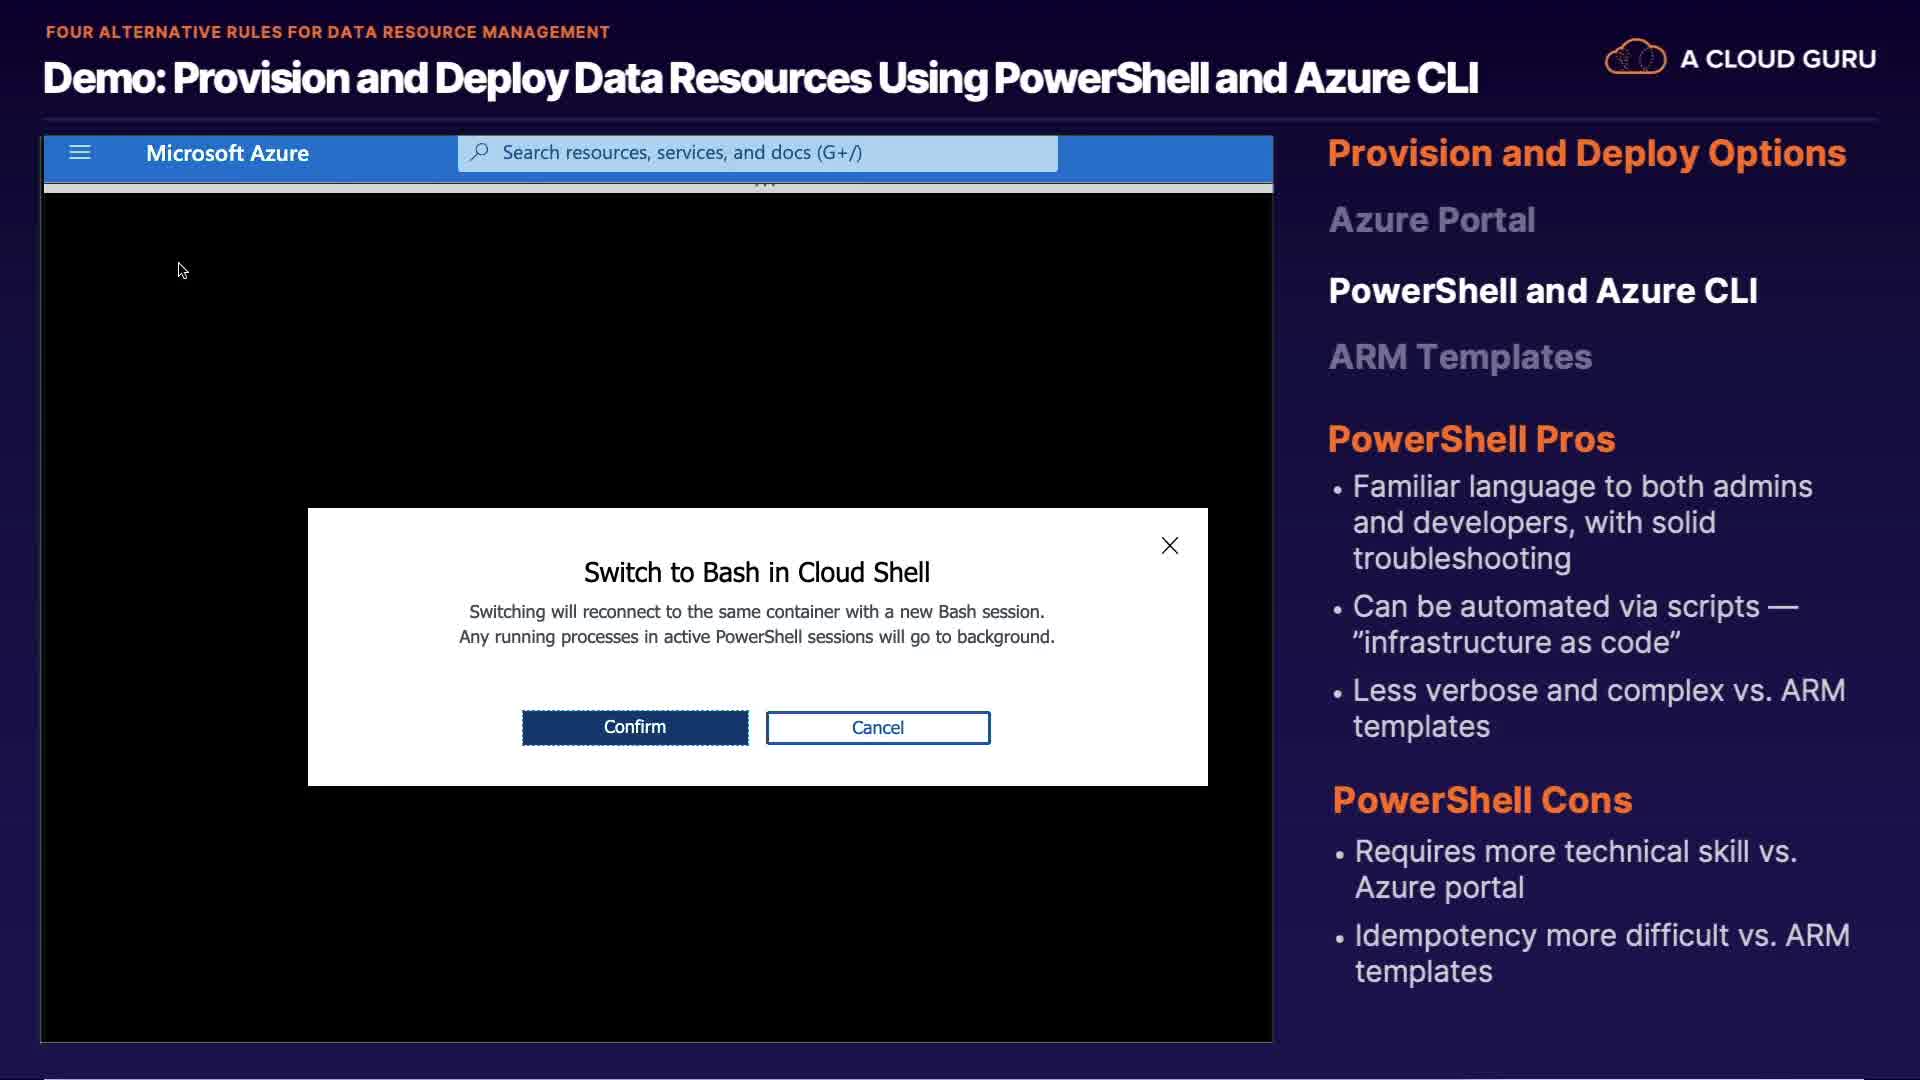 FOUR ALTERNATIVE RULES FOR DATA RESOURCE MANAGEMENT
Demo: Provision and Deploy Data Resources Using PowerShell and Azure CLI
A CLOUD GURU
Microsoft Azure
Search resources, services, and docs (G+/)
Switch to Bash in Cloud Shell
Switching will reconnect to the same container with a new Bash session.
Any running processes in active PowerShell sessions will go to background.
Confirm
Cancel
Provision and Deploy Options
Azure Portal
PowerShell and Azure CLI
ARM Templates
PowerShell Pros
• Familiar language to both admins
and developers, with solid
troubleshooting
• Can be automated via scripts —
”infrastructure as code”
• Less verbose and complex vs. ARM
templates
PowerShell Cons
• Requires more technical skill vs.
Azure portal
• Idempotency more difficult vs. ARM
templates